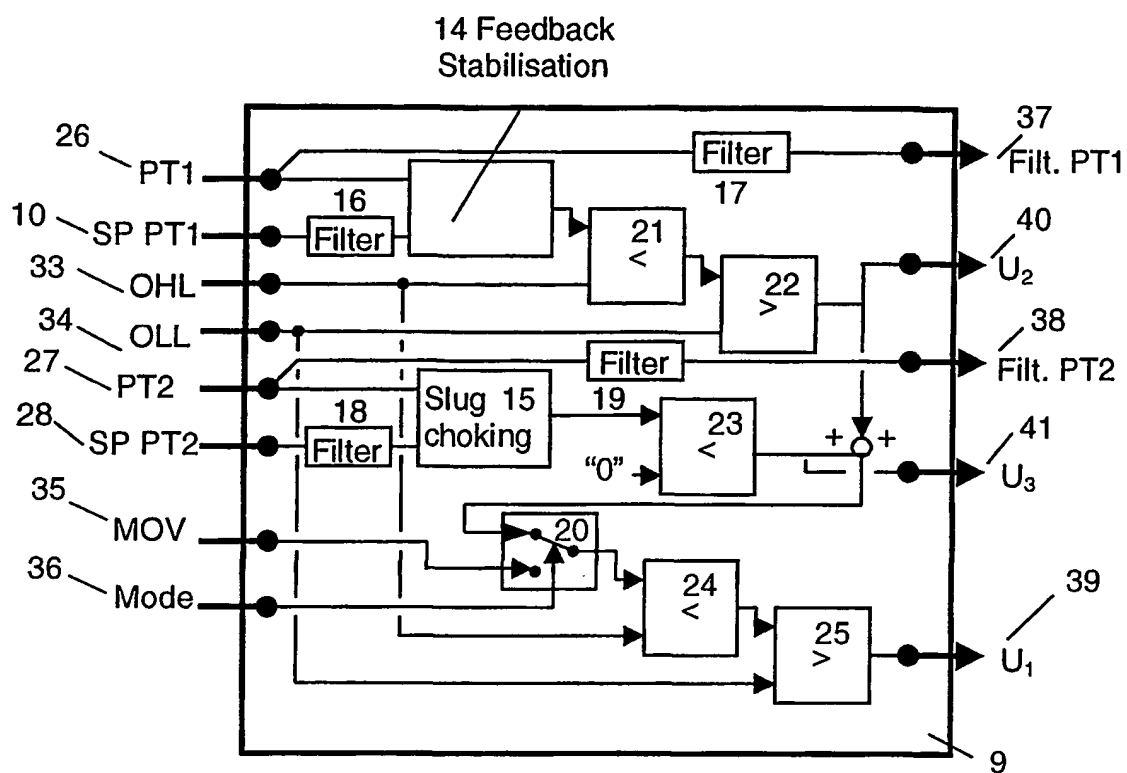 14 Feedback
Stabilisation
26
PT1
Filter
17
37
Filt. PT1
10
SP PT1
16
Filter
21
<
40
U2
33
OHL
22
>
34
OLL
38
Filt. PT2
27
PT2
Filter
19
Slug 15
choking
28
SP PT2
18
Filter
23
<
"0"
+ +
41
U3
35
MOV
20
36
Mode
24
<
25
>
39
U1
9